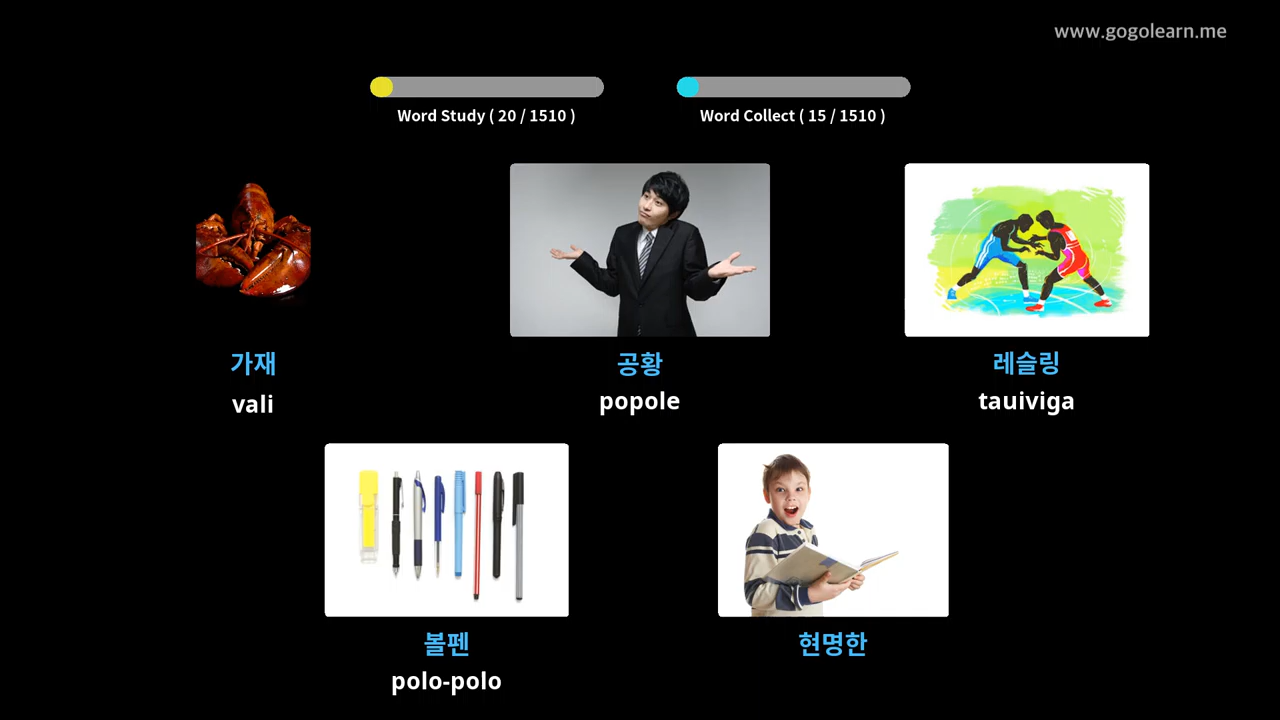 www.gogolearn.me
Word Study ( 20 / 1510 )
Word Collect ( 15 / 1510 )
가재
vali
공황
popole
레슬링
tauiviga
볼펜
polo-polo
현명한